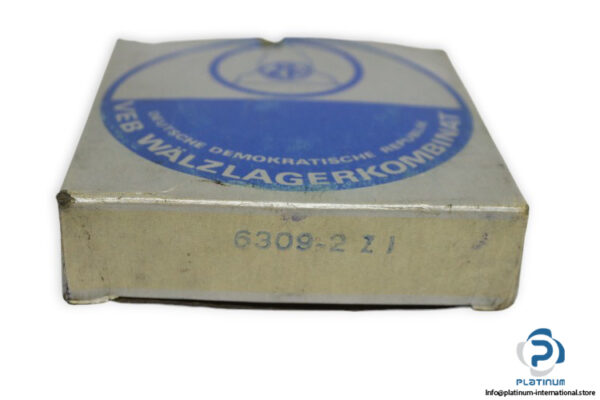 DEUTSCHE DEMOKRATISCHE REPUBLIK
VEB WÄLZLAGERKOMBINAT
6309-2 Z I
PLATINUM
Info@platinum-international.store